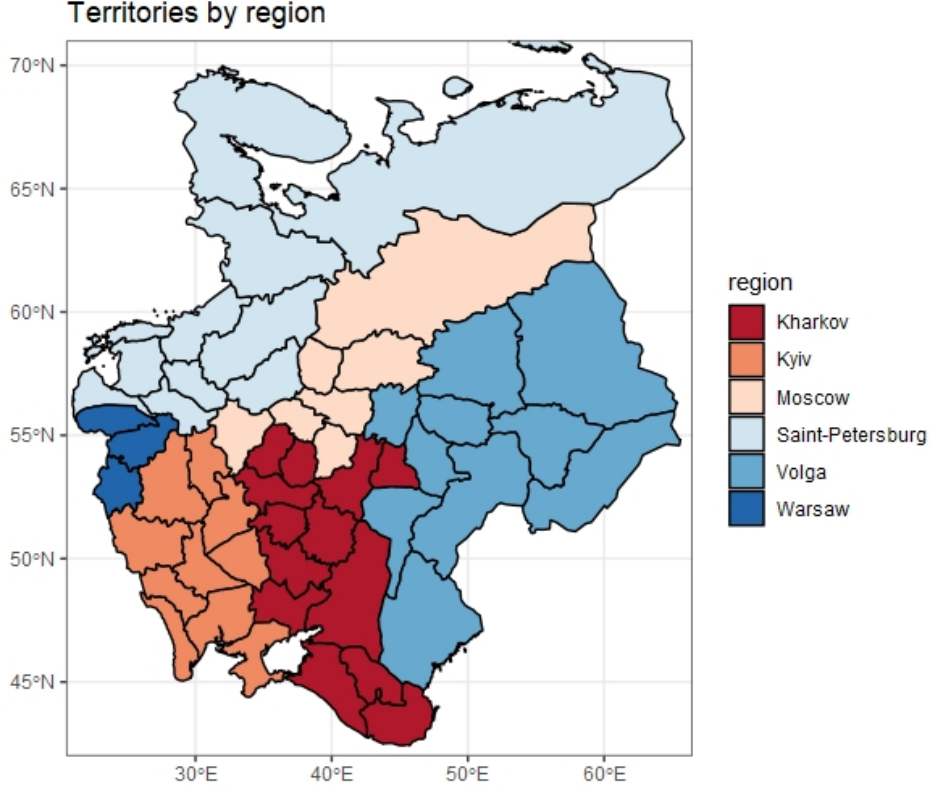 Territories by region
70°N
65°N
60°N
55°N
50°N
45°N
30°E
40°E
50°E
60°E
region
Kharkov
Kyiv
Moscow
Saint-Petersburg
Volga
Warsaw